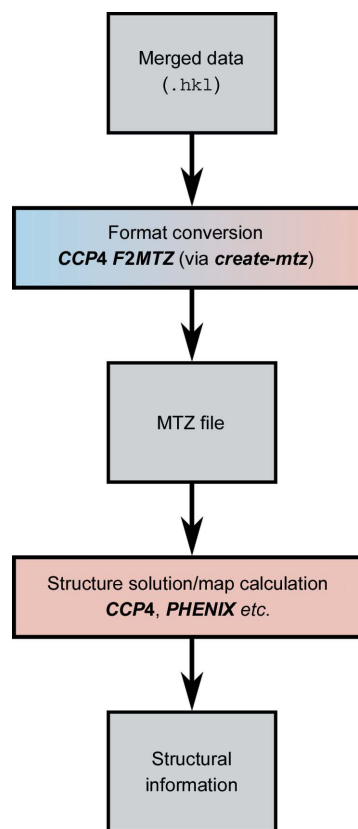 Merged data
(.hkl)
Format conversion
CCP4 F2MTZ (via create-mtz)
MTZ file
Structure solution/map calculation
CCP4, PHENIX etc.
Structural
information